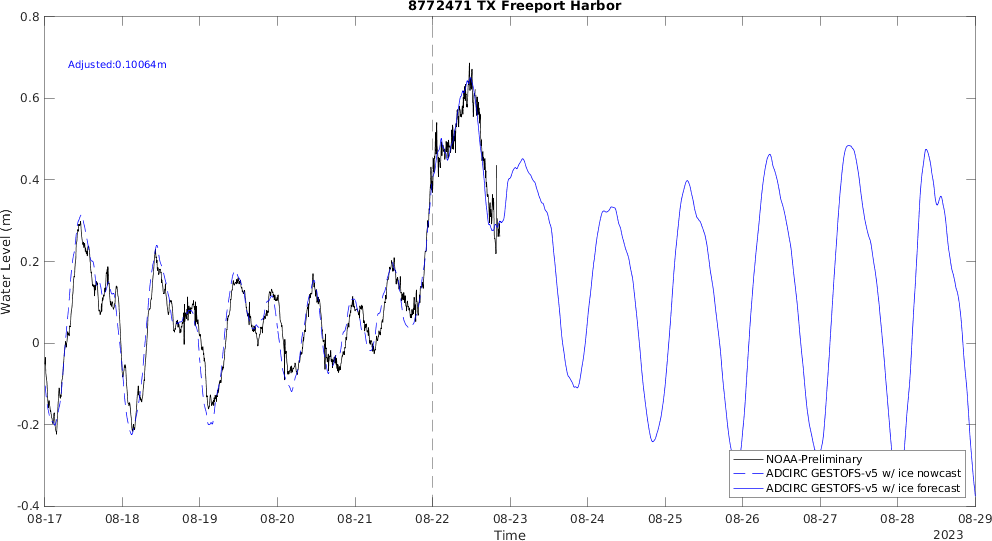 8772471 TX Freeport Harbor
Adjusted:0.10064m
Water Level (m)
0.8
0.6
0.4
0.2
0
-0.2
-0.4
NOAA-Preliminary
ADCIRC GESTOFS-v5 w/ ice nowcast
ADCIRC GESTOFS-v5 w/ ice forecast
08-17 08-18 08-19 08-20 08-21 08-22 08-23 08-24 08-25 08-26 08-27 08-28 08-29
Time
2023